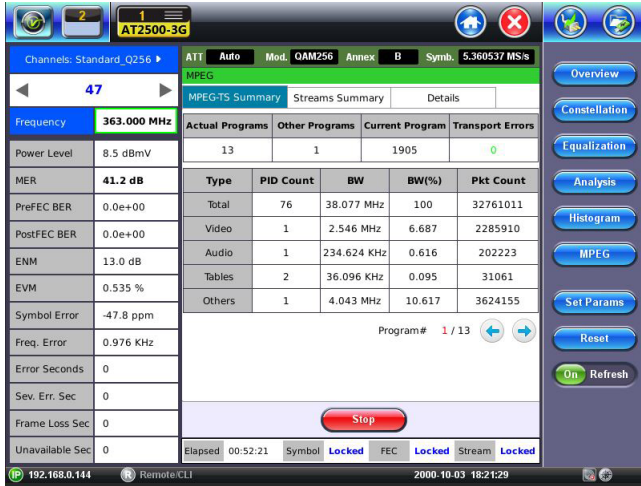 2
1
AT2500-3G
Channels: Standard_Q256
47
Frequency 363.000 MHz
Power Level 8.5 dBmV
MER 41.2 dB
PreFEC BER 0.0e+00
PostFEC BER 0.0e+00
ENM 13.0 dB
EVM 0.535 %
Symbol Error -47.8 ppm
Freq. Error 0.976 KHz
Error Seconds 0
Sev. Err. Sec 0
Frame Loss Sec 0
Unavailable Sec 0
ATT Auto Mod. QAM256 Annex B Symb. 5.360537 MS/s
MPEG
MPEG-TS Summary Streams Summary Details
Actual Programs Other Programs Current Program Transport Errors
13 1 1905 0
Type PID Count BW BW(%) Pkt Count
Total 76 38.077 MHz 100 32761011
Video 1 2.546 MHz 6.687 2285910
Audio 1 234.624 KHz 0.616 202223
Tables 2 36.096 KHz 0.095 31061
Others 1 4.043 MHz 10.617 3624155
Program# 1 / 13
Stop
Elapsed 00:52:21 Symbol Locked FEC Locked Stream Locked
Overview
Constellation
Equalization
Analysis
Histogram
MPEG
Set Params
Reset
On Refresh
IP 192.168.0.144 R Remote/CLI 2000-10-03 18:21:29